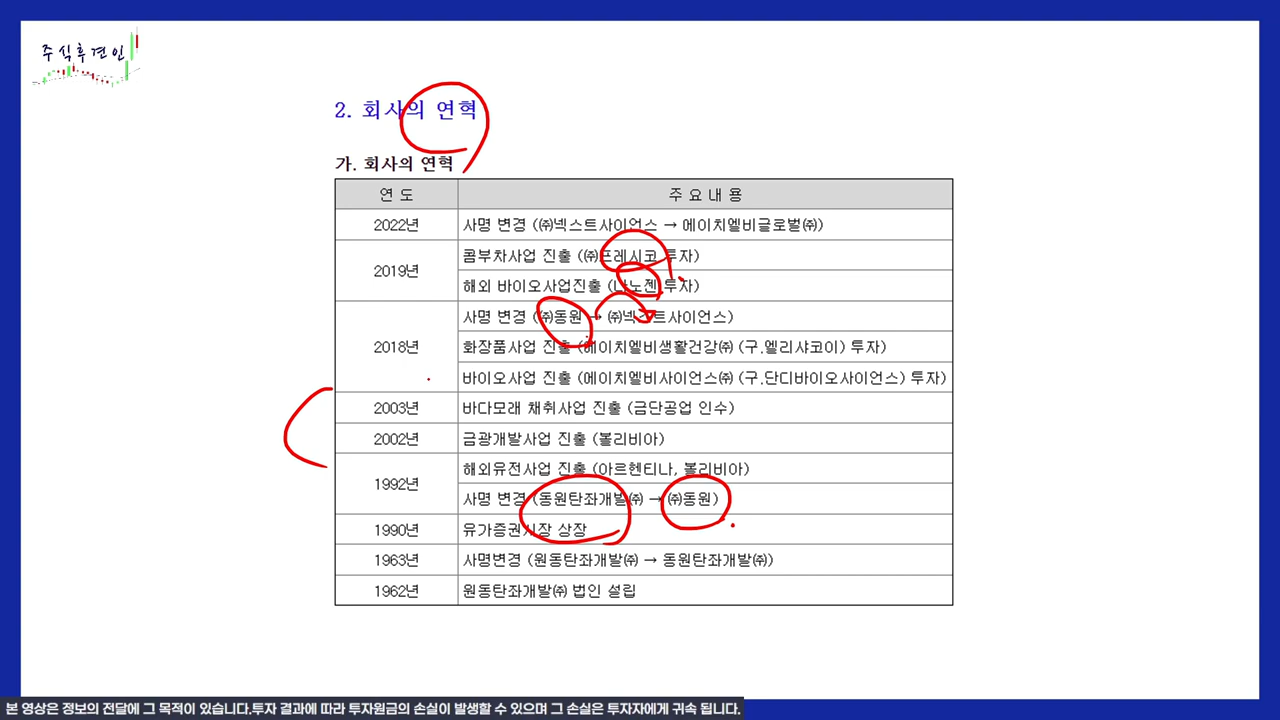 주식후견인
2. 회사의 연혁
가. 회사의 연혁
연 도 주 요 내 용
2022년 사명 변경 (㈜넥스트사이언스 → 에이치엘비글로벌㈜)
2019년 콤부차사업 진출 (㈜프레시코 투자)
해외 바이오사업진출 (나노젠 투자)
2018년 사명 변경 (㈜동원 → ㈜넥스트사이언스)
화장품사업 진출 (에이치엘비생활건강㈜ (구.엘리샤코이) 투자)
바이오사업 진출 (에이치엘비사이언스㈜ (구.단디바이오사이언스) 투자)
2003년 바다모래 채취사업 진출 (금단공업 인수)
2002년 금광개발사업 진출 (볼리비아)
1992년 해외유전사업 진출 (아르헨티나, 볼리비아)
사명 변경 (동원탄좌개발㈜ → ㈜동원)
1990년 유가증권시장 상장
1963년 사명변경 (원동탄좌개발㈜ → 동원탄좌개발㈜)
1962년 원동탄좌개발㈜ 법인 설립
본 영상은 정보의 전달에 그 목적이 있습니다.투자 결과에 따라 투자원금의 손실이 발생할 수 있으며 그 손실은 투자자에게 귀속 됩니다.